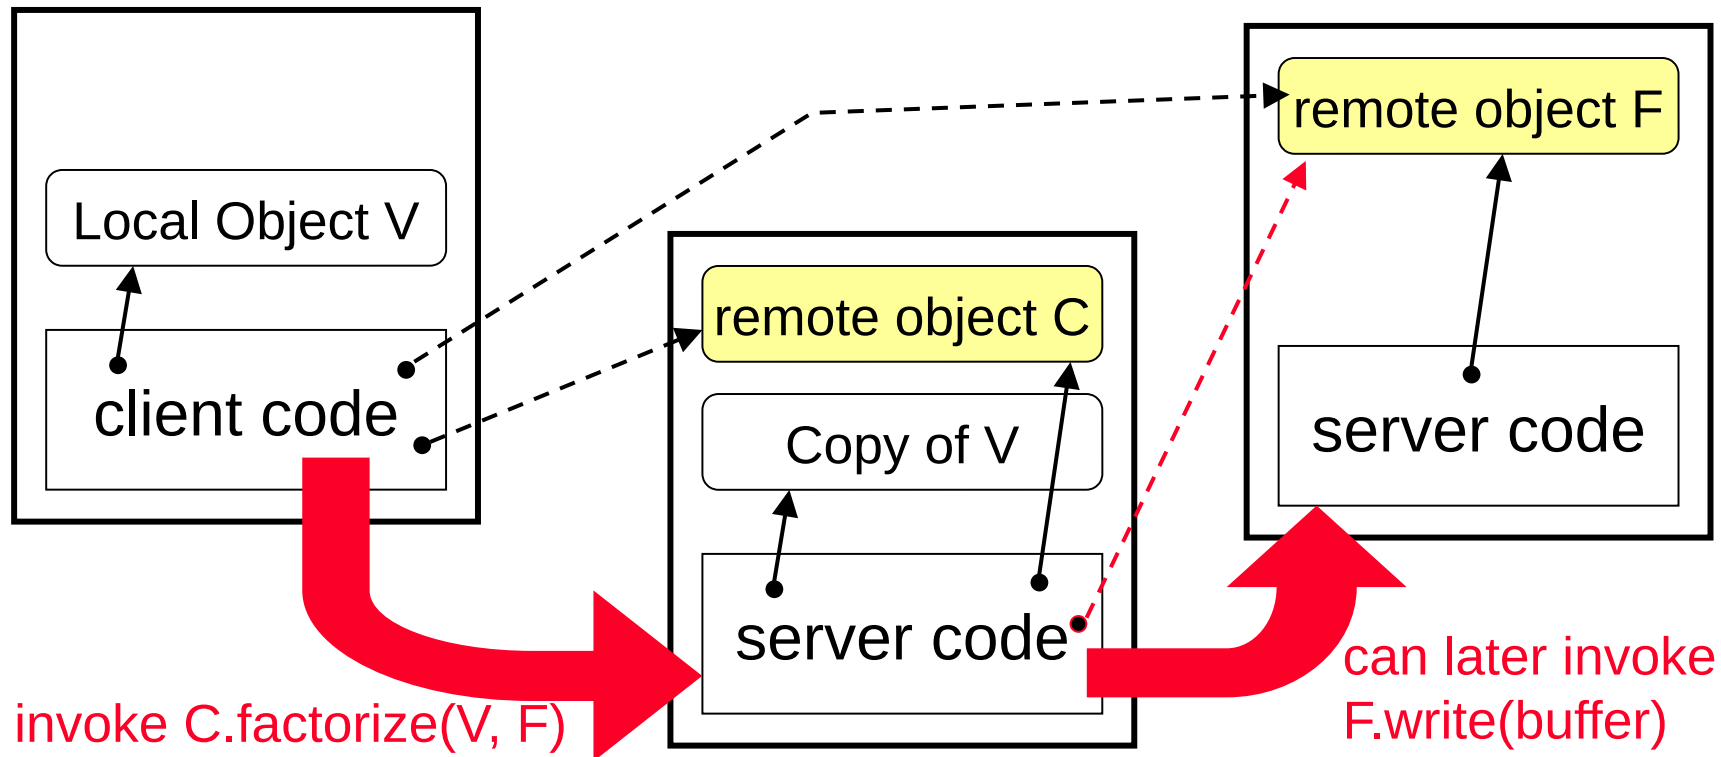 Local Object V
client code
invoke C.factorize(V, F)
remote object C
Copy of V
server code
remote object F
server code
can later invoke
F.write(buffer)